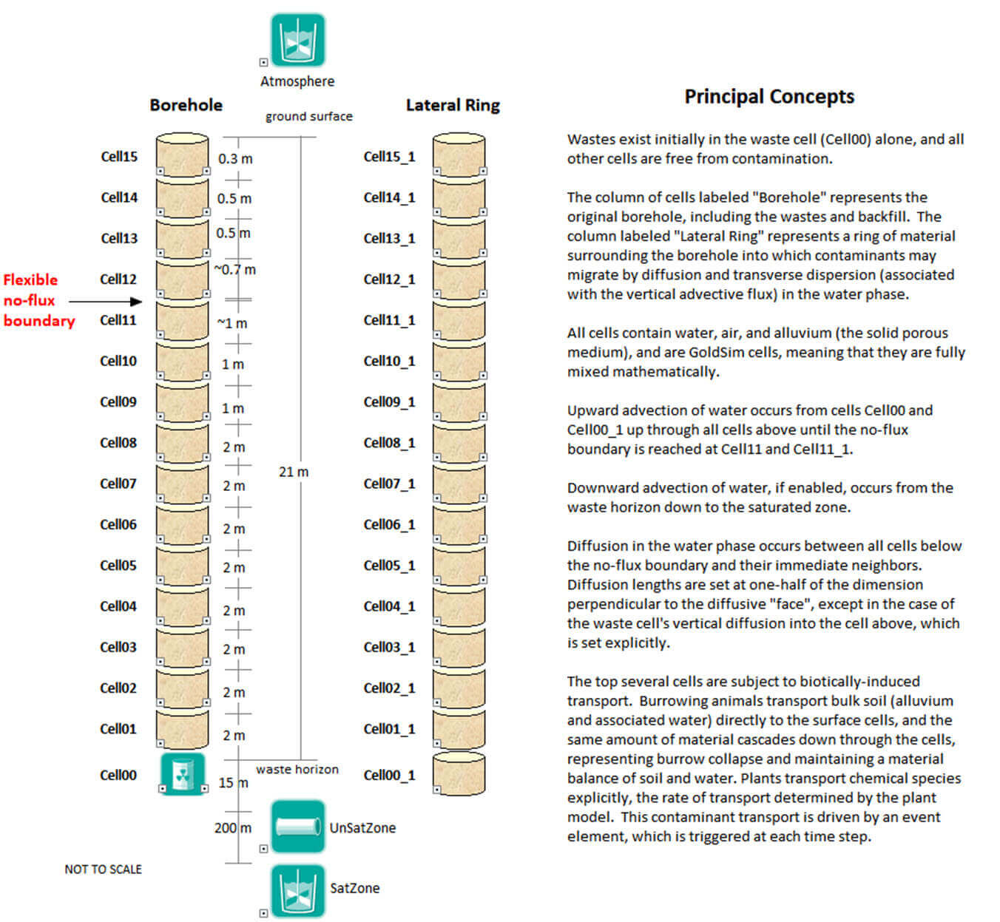 Atmosphere
Borehole
Lateral Ring
ground surface
Cell15
0.3 m
Cell15_1
Cell14
0.5 m
Cell14_1
Cell13
0.5 m
Cell13_1
Cell12
~0.7 m
Cell12_1
Flexible
no-flux
boundary
Cell11
~1 m
Cell11_1
Cell10
1 m
Cell10_1
Cell09
1 m
Cell09_1
Cell08
2 m
Cell08_1
21 m
Cell07
2 m
Cell07_1
Cell06
2 m
Cell06_1
Cell05
2 m
Cell05_1
Cell04
2 m
Cell04_1
Cell03
2 m
Cell03_1
Cell02
2 m
Cell02_1
Cell01
2 m
Cell01_1
waste horizon
Cell00
15 m
Cell00_1
200 m
UnSatZone
NOT TO SCALE
SatZone
Principal Concepts
Wastes exist initially in the waste cell (Cell00) alone, and all
other cells are free from contamination.
The column of cells labeled "Borehole" represents the
original borehole, including the wastes and backfill. The
column labeled "Lateral Ring" represents a ring of material
surrounding the borehole into which contaminants may
migrate by diffusion and transverse dispersion (associated
with the vertical advective flux) in the water phase.
All cells contain water, air, and alluvium (the solid porous
medium), and are GoldSim cells, meaning that they are fully
mixed mathematically.
Upward advection of water occurs from cells Cell00 and
Cell00_1 up through all cells above until the no-flux
boundary is reached at Cell11 and Cell11_1.
Downward advection of water, if enabled, occurs from the
waste horizon down to the saturated zone.
Diffusion in the water phase occurs between all cells below
the no-flux boundary and their immediate neighbors.
Diffusion lengths are set at one-half of the dimension
perpendicular to the diffusive "face", except in the case of
the waste cell's vertical diffusion into the cell above, which
is set explicitly.
The top several cells are subject to biotically-induced
transport. Burrowing animals transport bulk soil (alluvium
and associated water) directly to the surface cells, and the
same amount of material cascades down through the cells,
representing burrow collapse and maintaining a material
balance of soil and water. Plants transport chemical species
explicitly, the rate of transport determined by the plant
model. This contaminant transport is driven by an event
element, which is triggered at each time step.